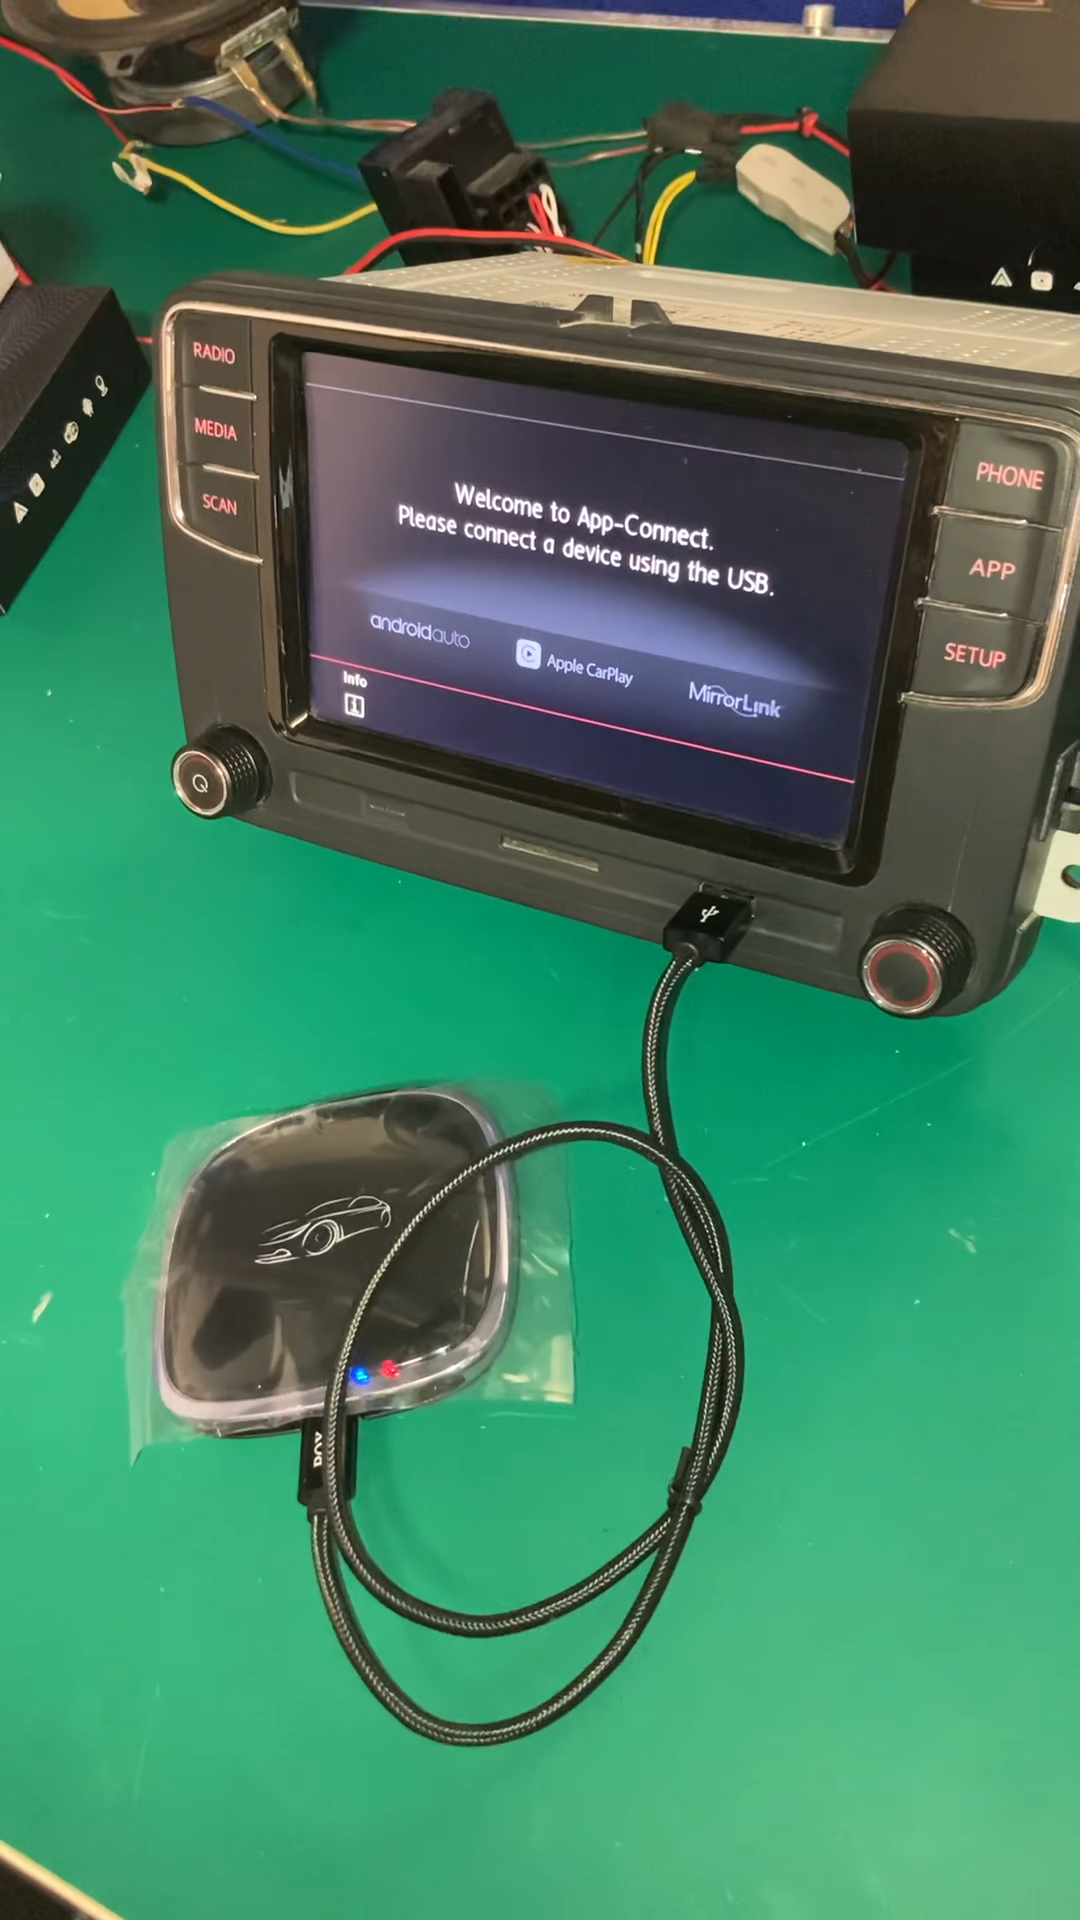 RADIO
MEDIA
SCAN
PHONE
APP
SETUP
Welcome to App-Connect.
Please connect a device using the USB.
androidauto
Apple CarPlay
MirrorLink
Info
i
BOX